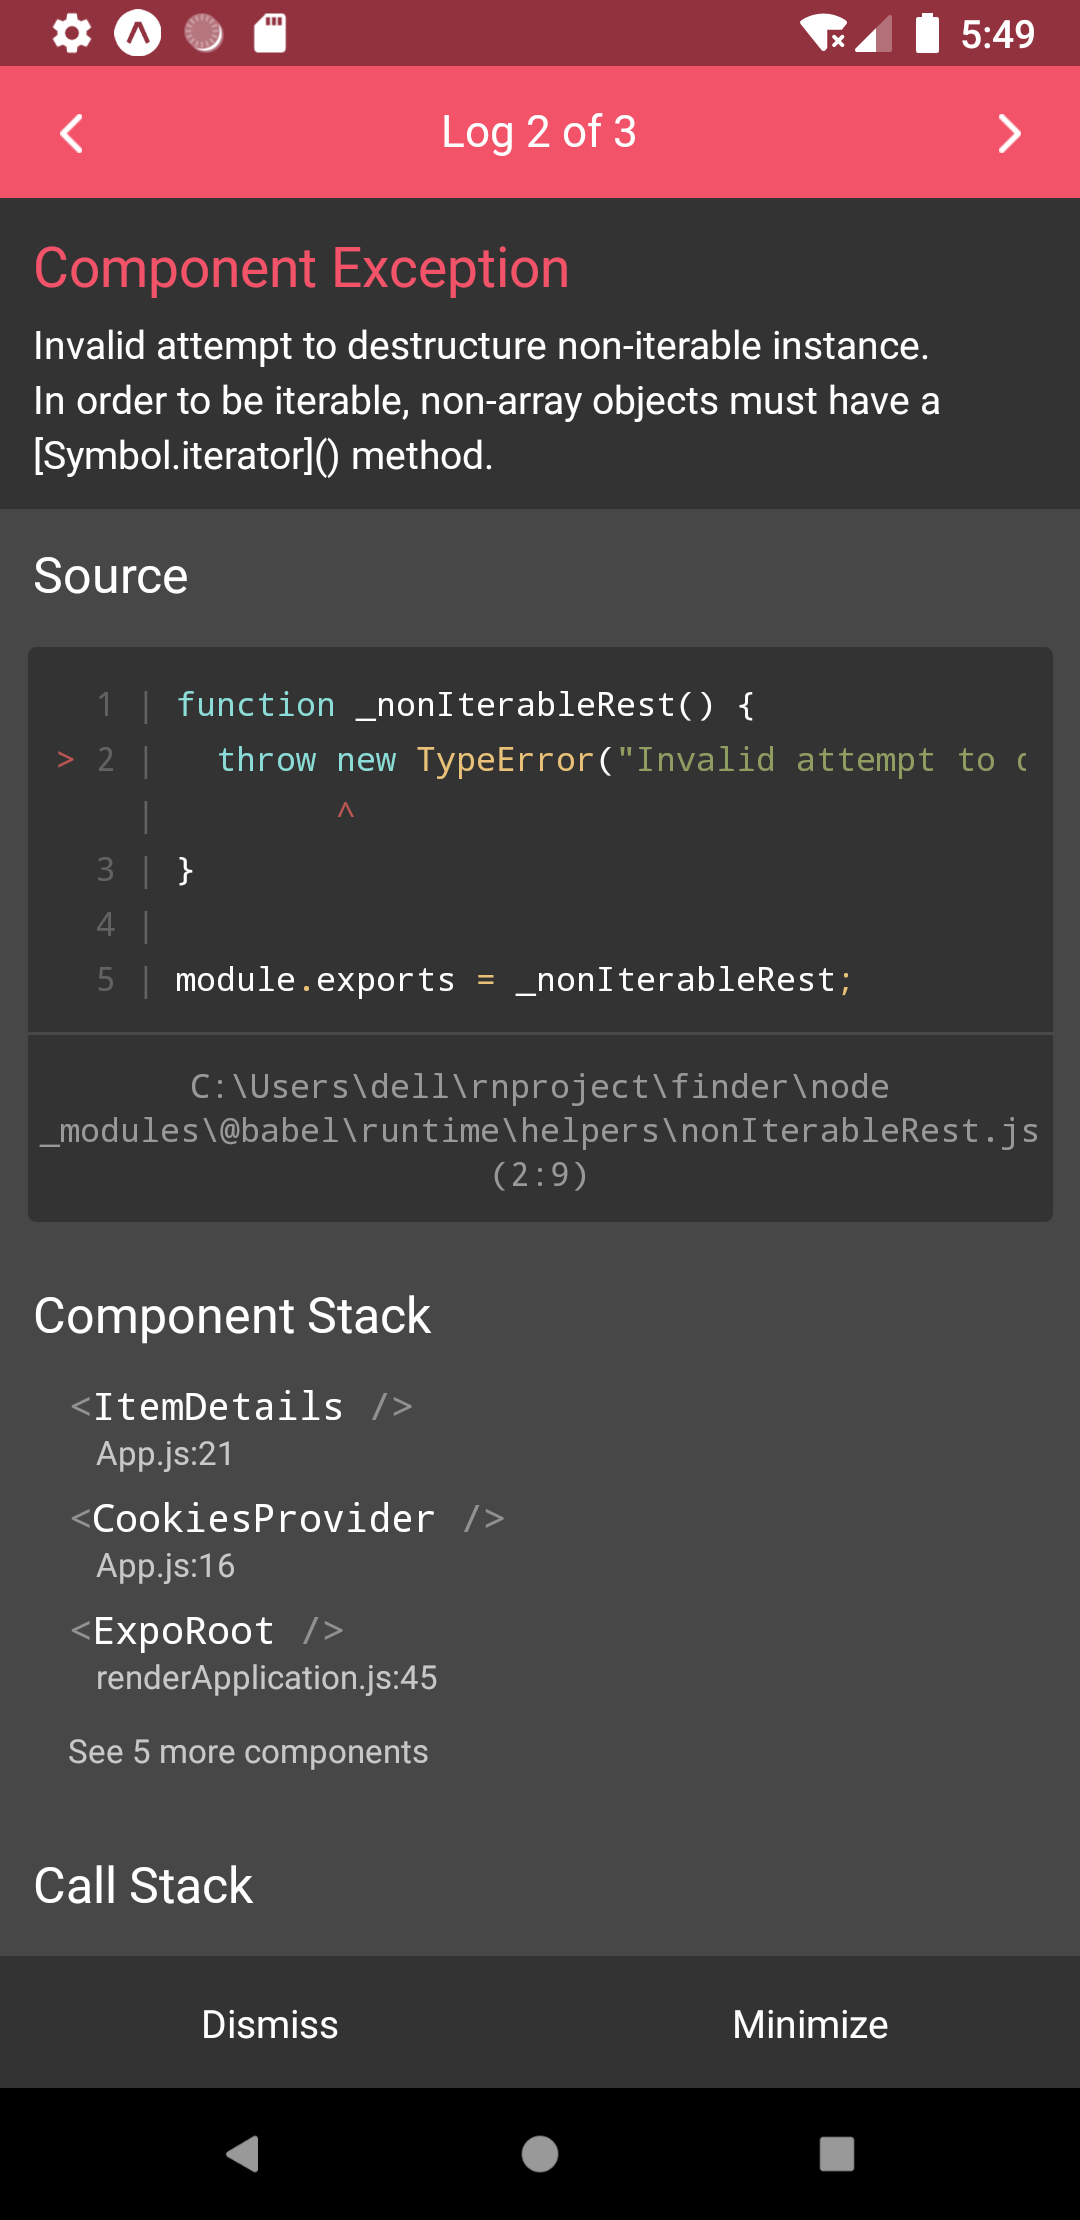 5:49
Log 2 of 3
Component Exception
Invalid attempt to destructure non-iterable instance.
In order to be iterable, non-array objects must have a
[Symbol.iterator]() method.
Source
1 | function _nonIterableRest() {
> 2 |   throw new TypeError("Invalid attempt to
|         ^
3 | }
4 |
5 | module.exports = _nonIterableRest;
C:\Users\dell\rnproject\finder\node
_modules\@babel\runtime\helpers\nonIterableRest.js
(2:9)
Component Stack
<ItemDetails />
App.js:21
<CookiesProvider />
App.js:16
<ExpoRoot />
renderApplication.js:45
See 5 more components
Call Stack
Dismiss Minimize